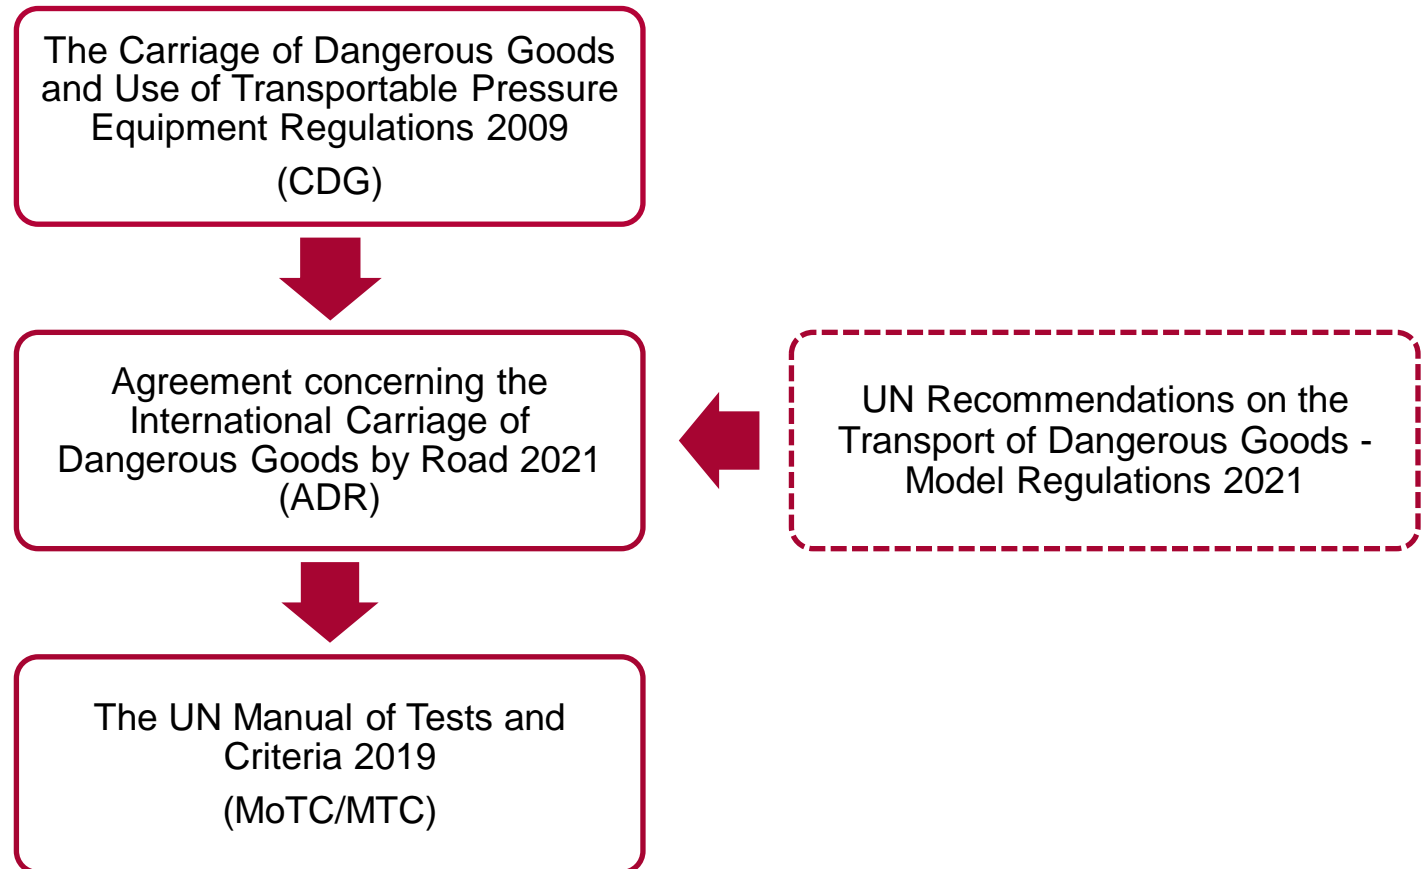 The Carriage of Dangerous Goods
and Use of Transportable Pressure
Equipment Regulations 2009
(CDG)
Agreement concerning the
International Carriage of
Dangerous Goods by Road 2021
(ADR)
UN Recommendations on the
Transport of Dangerous Goods -
Model Regulations 2021
The UN Manual of Tests and
Criteria 2019
(MoTC/MTC)